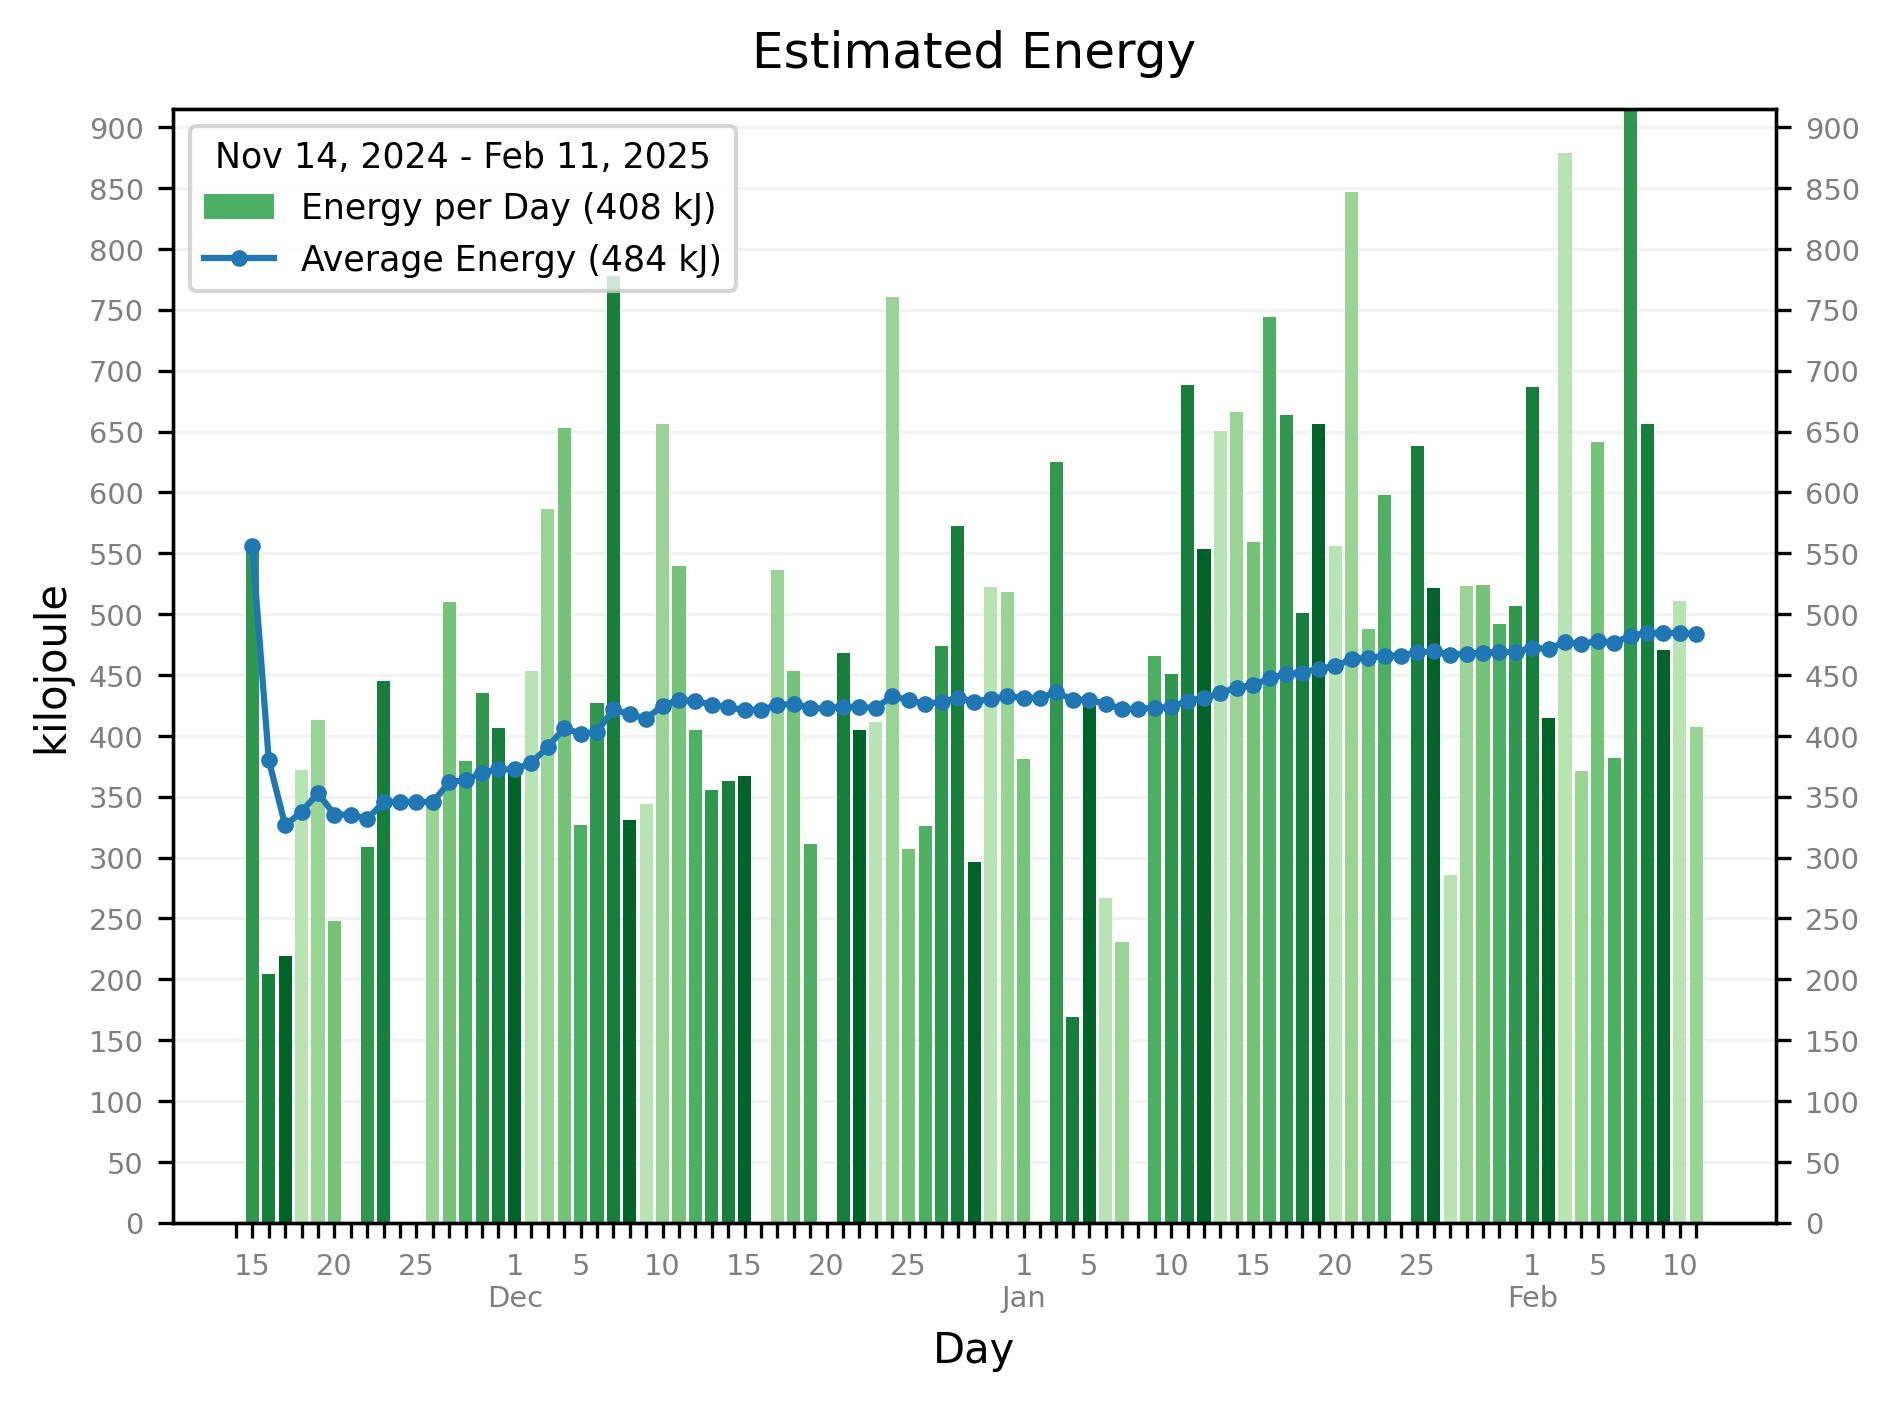 Estimated Energy
Nov 14, 2024 - Feb 11, 2025
Energy per Day (408 kJ)
Average Energy (484 kJ)
kilojoule
900 900
850 850
800 800
750 750
700 700
650 650
600 600
550 550
500 500
450 450
400 400
350 350
300 300
250 250
200 200
150 150
100 100
50 50
0 0
15 20 25 1 5 10 15 20 25 1 5 10 15 20 25 1 5 10
Dec Jan Feb
Day